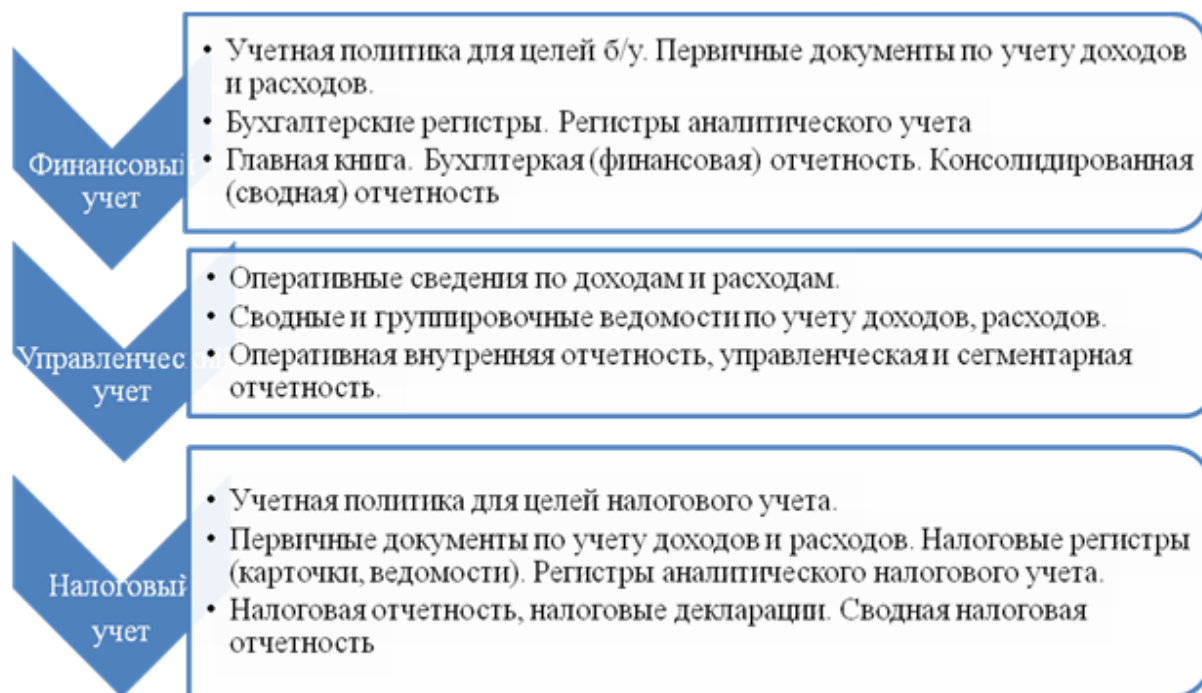 Финансовый
учет
• Учетная политика для целей б/у. Первичные документы по учету доходов
и расходов.
• Бухгалтерские регистры. Регистры аналитического учета
• Главная книга. Бухглтеркая (финансовая) отчетность. Консолидированная
(сводная) отчетность
Управленческий
учет
• Оперативные сведения по доходам и расходам.
• Сводные и группировочные ведомости по учету доходов, расходов.
• Оперативная внутренняя отчетность, управленческая и сегментарная
отчетность.
Налоговый
учет
• Учетная политика для целей налогового учета.
• Первичные документы по учету доходов и расходов. Налоговые регистры
(карточки, ведомости). Регистры аналитического налогового учета.
• Налоговая отчетность, налоговые декларации. Сводная налоговая
отчетность